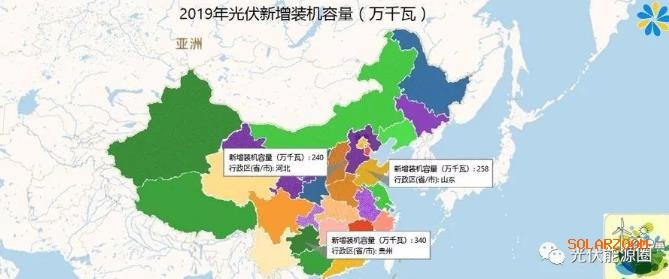 2019年光伏新增装机容量（万千瓦）
亚洲
新增装机容量（万千瓦）: 240
行政区(省/市): 河北
新增装机容量（万千瓦）: 258
行政区(省/市): 山东
新增装机容量（万千瓦）: 340
行政区(省/市): 贵州
SOLARZOOM
光伏能源圈